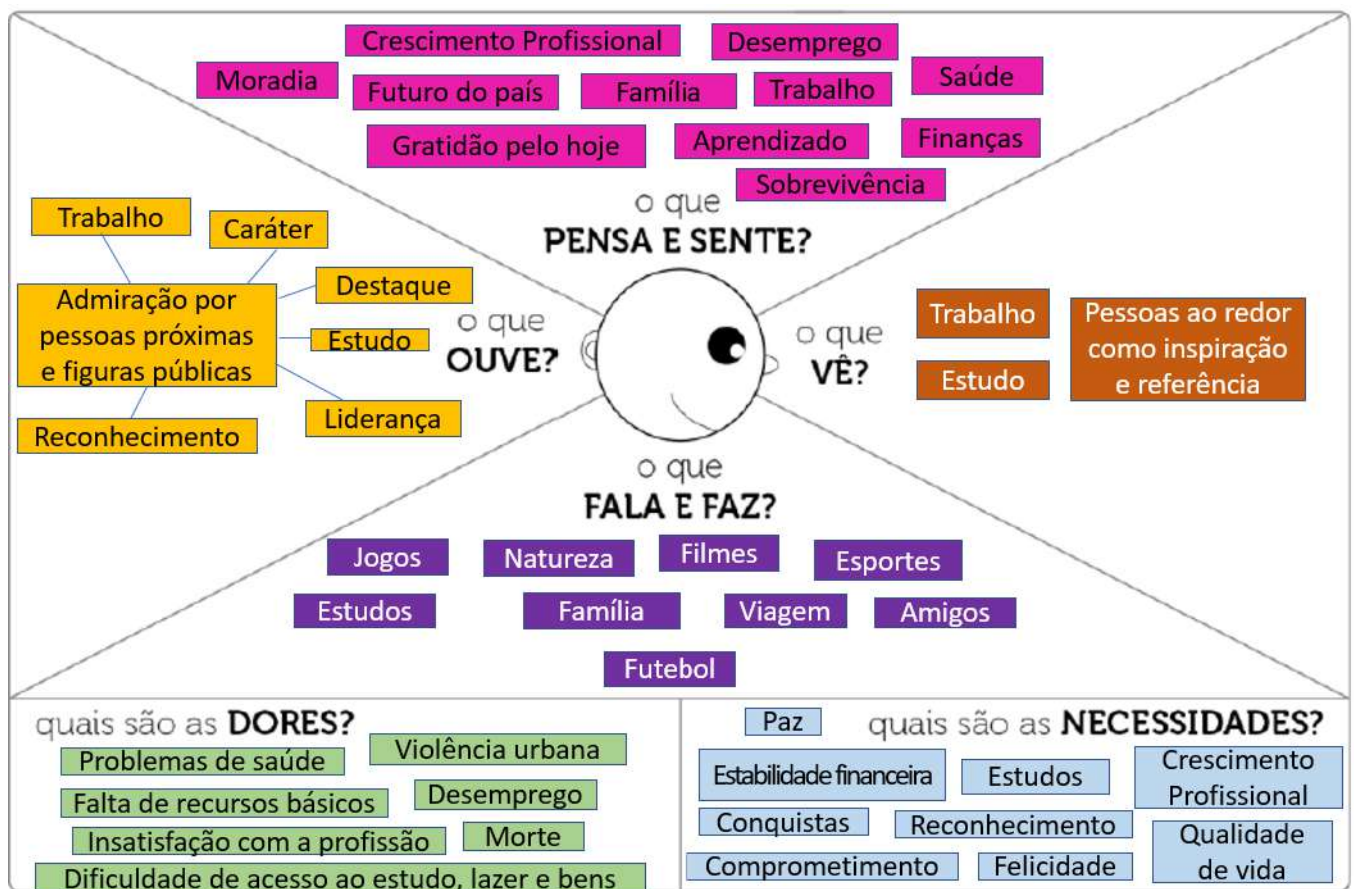 Crescimento Profissional
Desemprego
Moradia
Futuro do país
Família
Trabalho
Saúde
Gratidão pelo hoje
Aprendizado
Finanças
Sobrevivência
o que
PENSA E SENTE?
Trabalho
Caráter
Admiração por
pessoas próximas
e figuras públicas
Destaque
Estudo
Liderança
Reconhecimento
o que
OUVE?
o que
VÊ?
Trabalho
Estudo
Pessoas ao redor
como inspiração
e referência
o que
FALA E FAZ?
Jogos
Natureza
Filmes
Esportes
Estudos
Família
Viagem
Amigos
Futebol
quais são as DORES?
Problemas de saúde
Violência urbana
Falta de recursos básicos
Desemprego
Insatisfação com a profissão
Morte
Dificuldade de acesso ao estudo, lazer e bens
quais são as NECESSIDADES?
Paz
Estabilidade financeira
Estudos
Crescimento
Profissional
Conquistas
Reconhecimento
Qualidade
de vida
Comprometimento
Felicidade